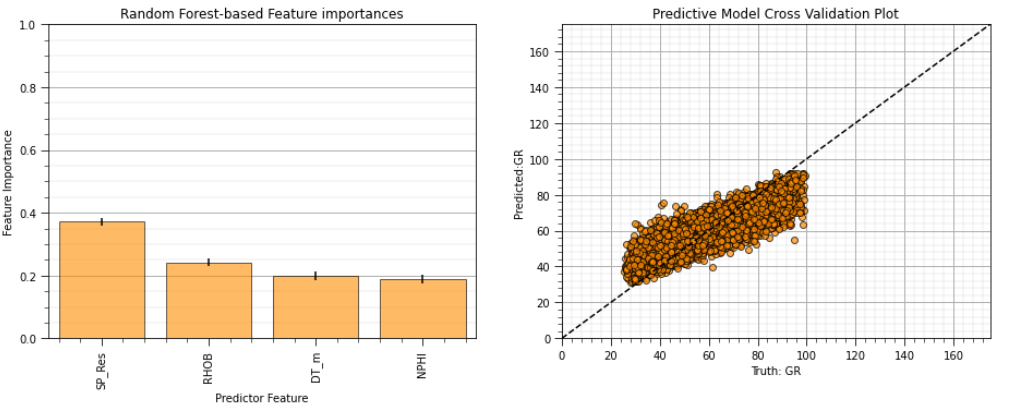 Random Forest-based Feature importances
1.0
0.8
0.6
0.4
0.2
0.0
Feature Importance
SP_Res
RHOB
DT_m
NPHI
Predictor Feature
Predictive Model Cross Validation Plot
160
140
120
100
80
60
40
20
0
Predicted:GR
0 20 40 60 80 100 120 140 160
Truth: GR